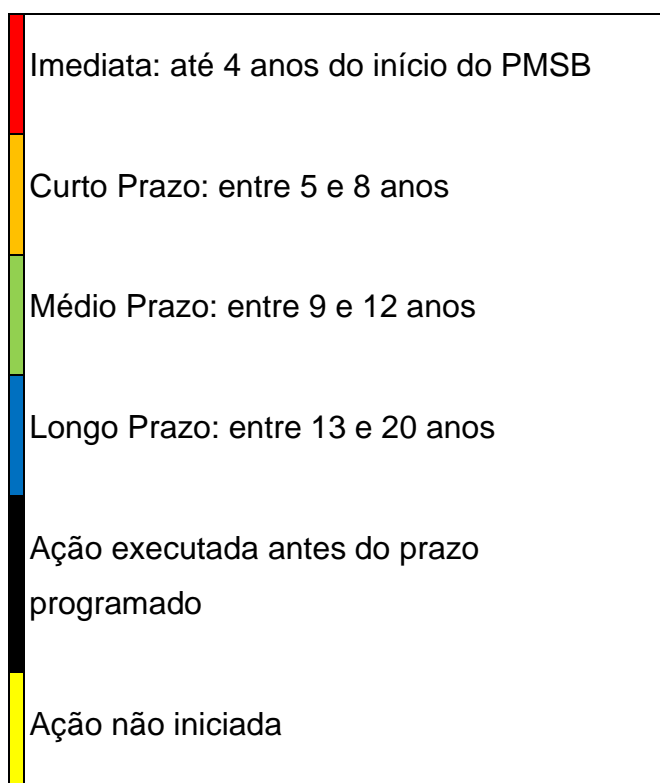 Imediata: até 4 anos do início do PMSB
Curto Prazo: entre 5 e 8 anos
Médio Prazo: entre 9 e 12 anos
Longo Prazo: entre 13 e 20 anos
Ação executada antes do prazo
programado
Ação não iniciada